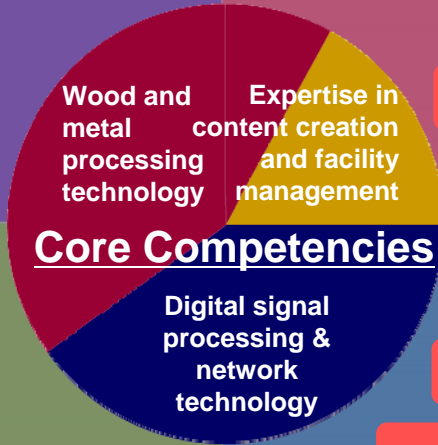 Wood and
metal
processing
technology
Expertise in
content creation
and facility
management
Core Competencies
Digital signal
processing &
network
technology